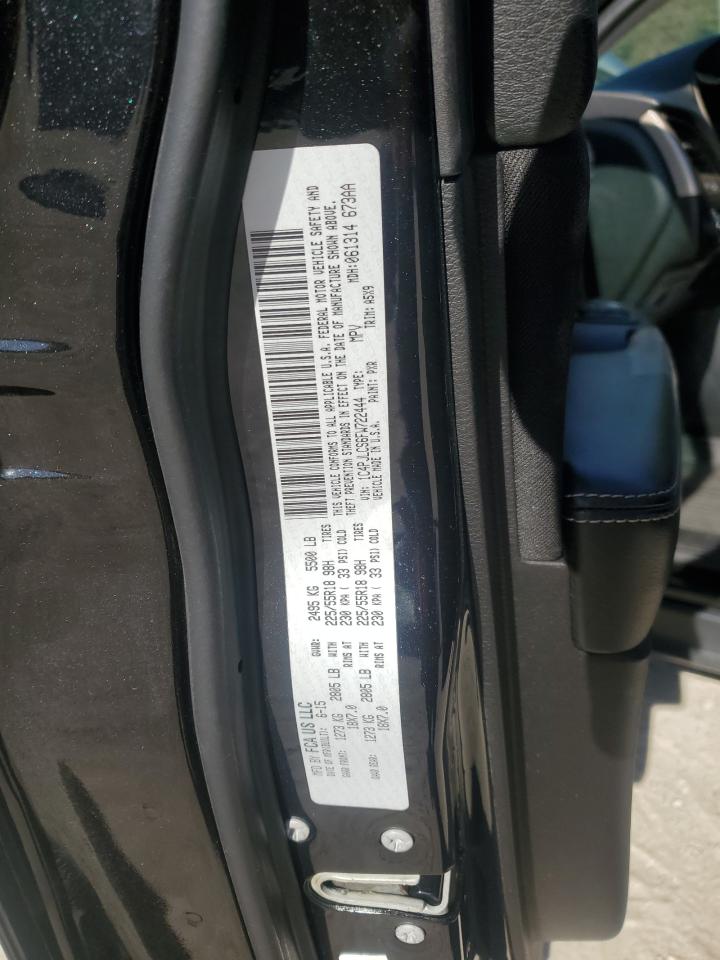 MFD BY FCA US LLC
DATE OF MFR(BUILT): 6-15 GVWR: 2495 KG 5500 LB
GAWR FRONT: 1273 KG 2805 LB WITH 225/55R18 98H TIRES
18X7.0 RIMS AT 230 KPA ( 33 PSI) COLD
GAWR REAR: 1273 KG 2805 LB WITH 225/55R18 98H TIRES
18X7.0 RIMS AT 230 KPA ( 33 PSI) COLD
THIS VEHICLE CONFORMS TO ALL APPLICABLE U.S.A. FEDERAL MOTOR VEHICLE SAFETY AND
THEFT PREVENTION STANDARDS IN EFFECT ON THE DATE OF MANUFACTURE SHOWN ABOVE.
VIN: 1C4PJLCS6FW722444 TYPE: MPV MDH:061314 673AA
VEHICLE MADE IN U.S.A. PAINT: PXR TRIM: A5X9